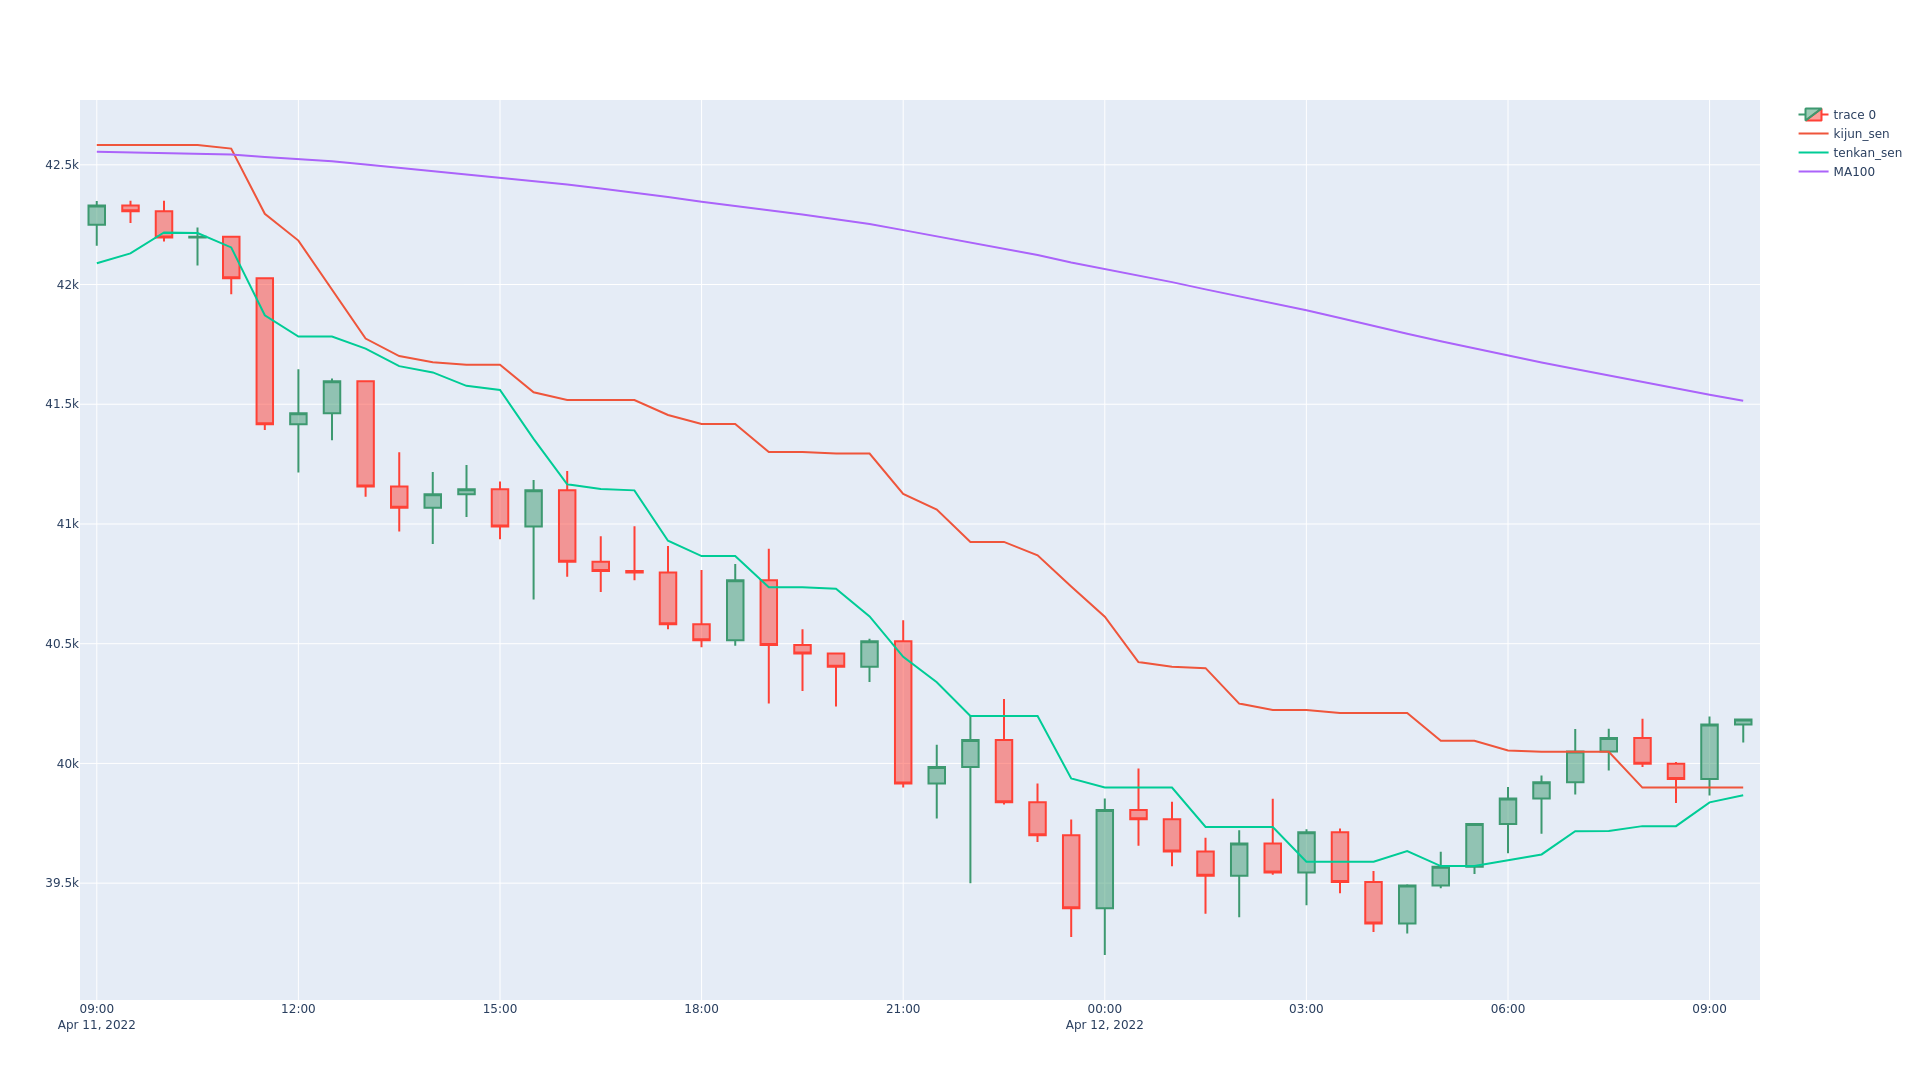 42.5k
42k
41.5k
41k
40.5k
40k
39.5k
09:00 12:00 15:00 18:00 21:00 00:00 03:00 06:00 09:00
Apr 11, 2022 Apr 12, 2022
trace 0
kijun_sen
tenkan_sen
MA100